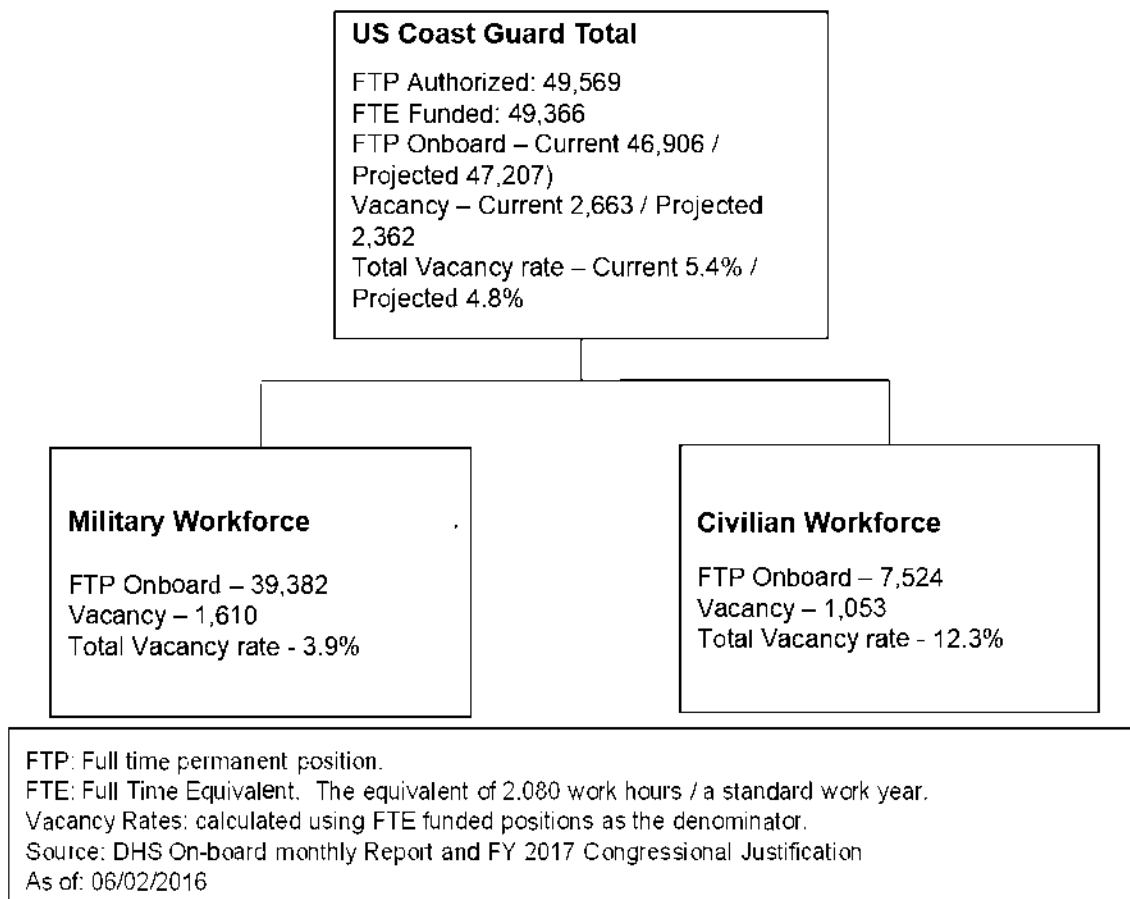 US Coast Guard Total
FTP Authorized: 49,569
FTE Funded: 49,366
FTP Onboard – Current 46,906 /
Projected 47,207)
Vacancy – Current 2,663 / Projected
2,362
Total Vacancy rate – Current 5.4% /
Projected 4.8%
Military Workforce
FTP Onboard – 39,382
Vacancy – 1,610
Total Vacancy rate - 3.9%
Civilian Workforce
FTP Onboard – 7,524
Vacancy – 1,053
Total Vacancy rate - 12.3%
FTP: Full time permanent position.
FTE: Full Time Equivalent. The equivalent of 2,080 work hours / a standard work year.
Vacancy Rates: calculated using FTE funded positions as the denominator.
Source: DHS On-board monthly Report and FY 2017 Congressional Justification
As of: 06/02/2016